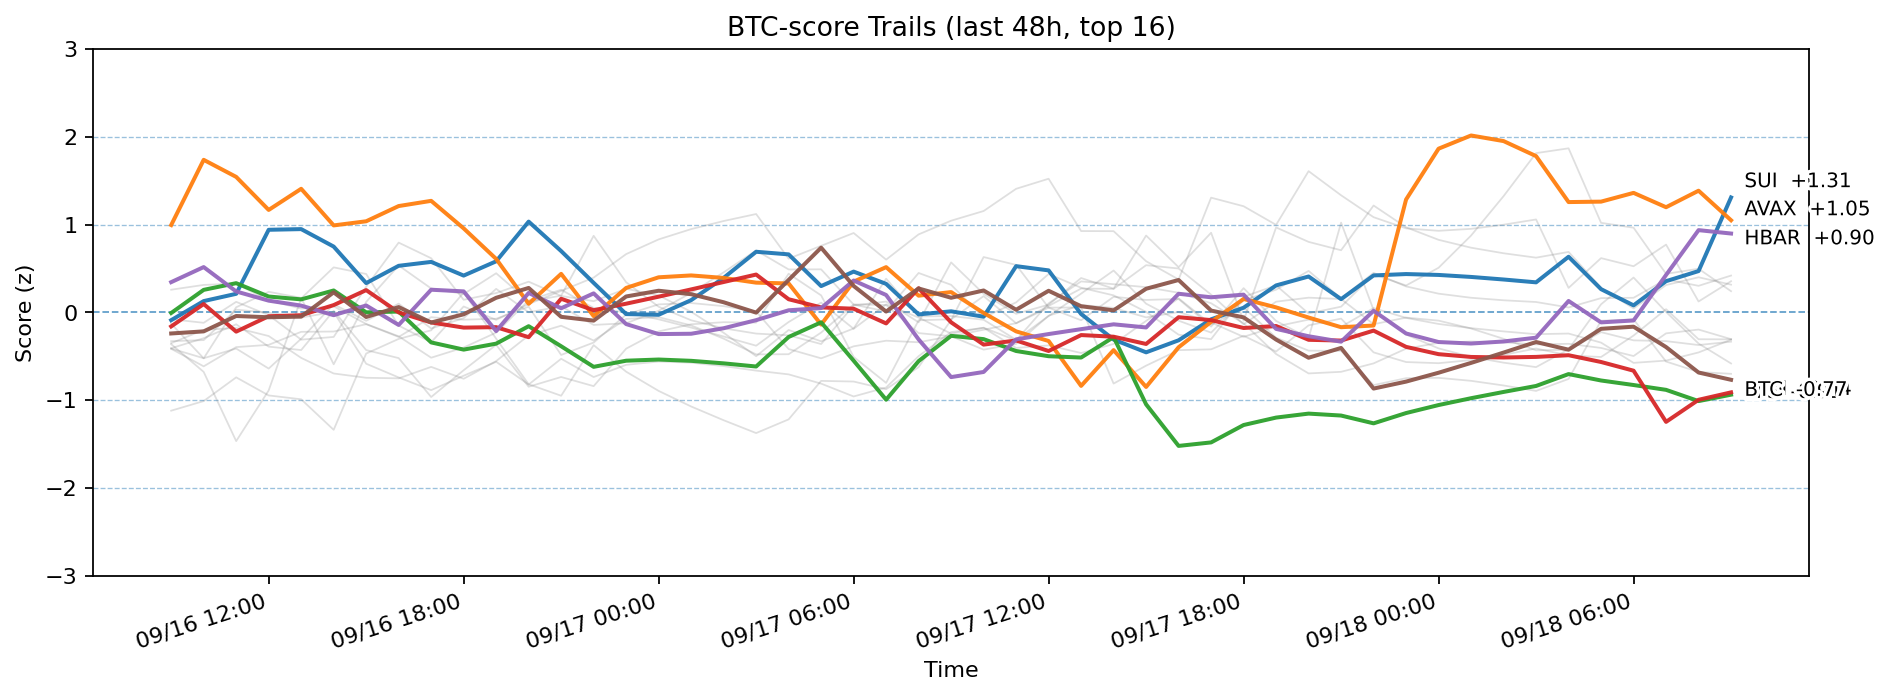 BTC-score Trails (last 48h, top 16)
Score (z)
3
2
1
0
−1
−2
−3
SUI +1.31
AVAX +1.05
HBAR +0.90
BTC -0.77
09/16 12:00
09/16 18:00
09/17 00:00
09/17 06:00
09/17 12:00
09/17 18:00
09/18 00:00
09/18 06:00
Time